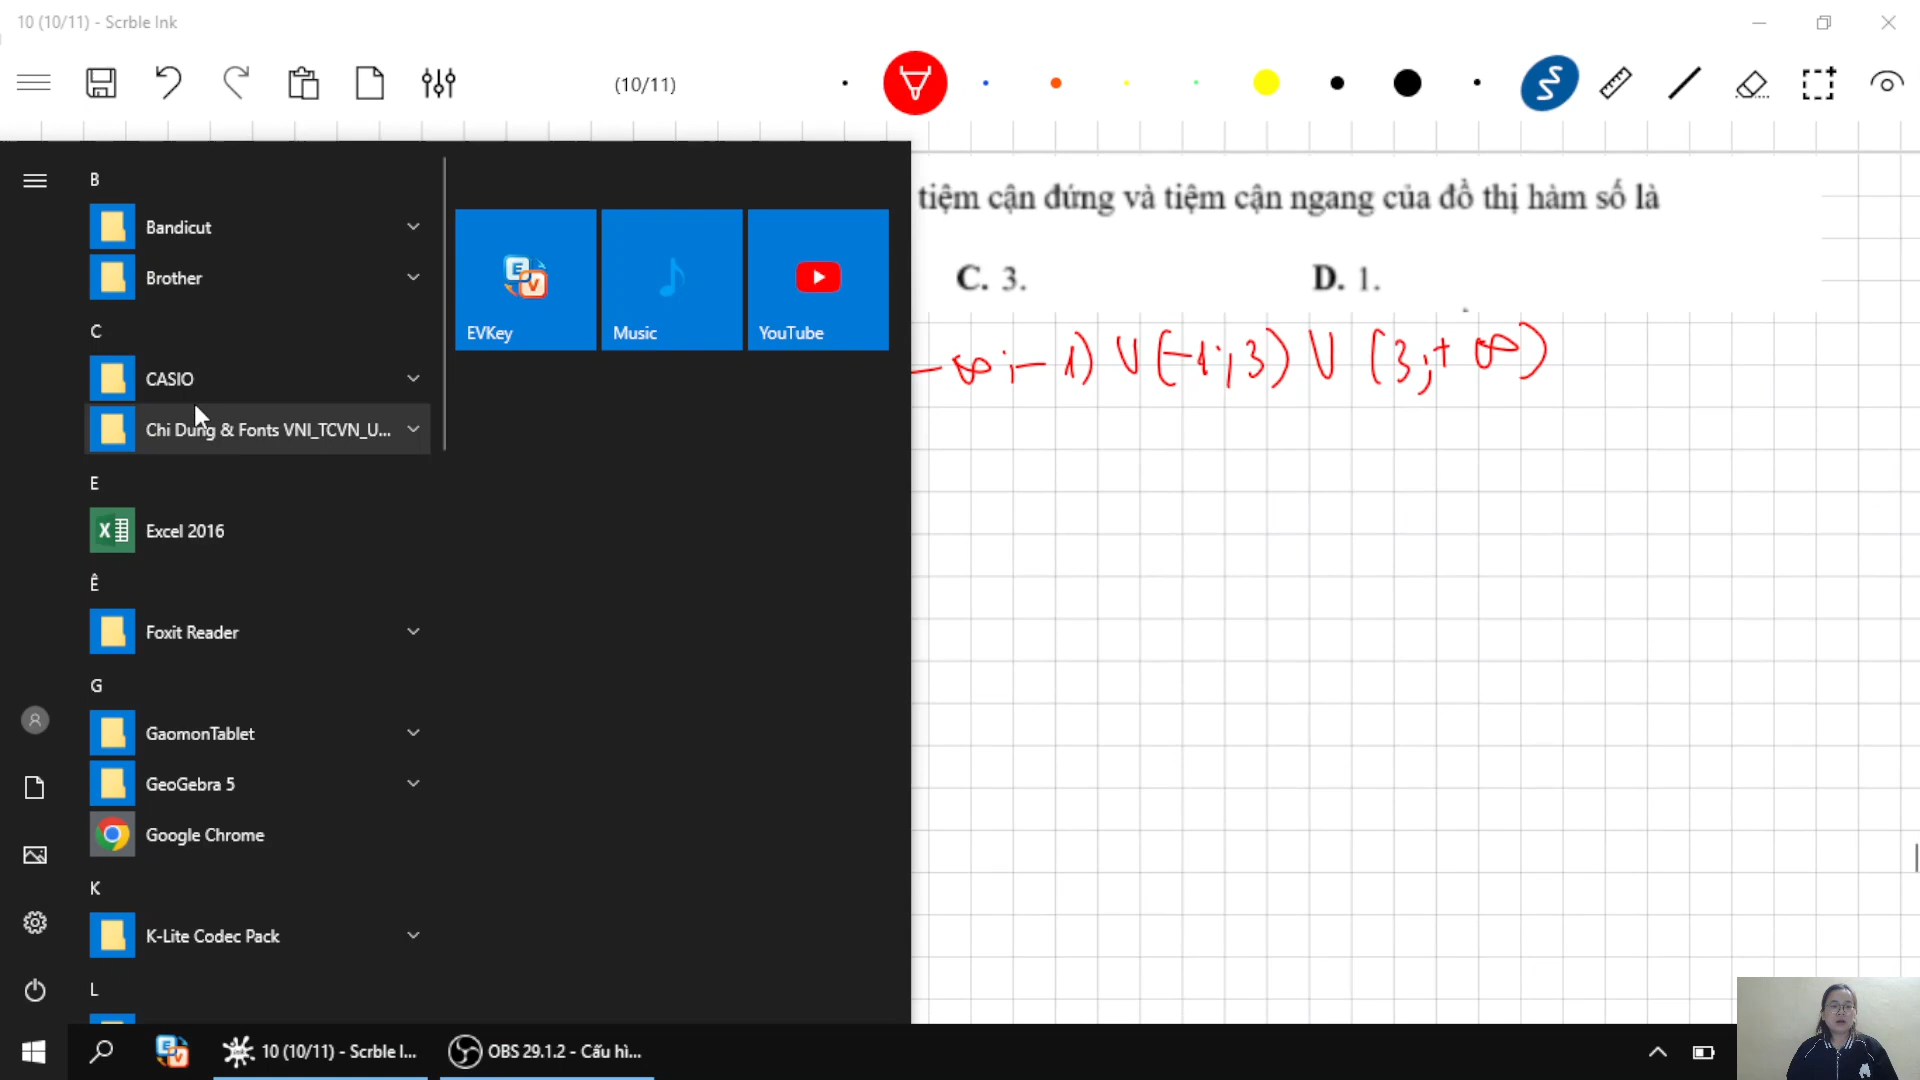 10 (10/11) - Scrble Ink
(10/11)
B
Bandicut
Brother
C
CASIO
Chi Dung & Fonts VNI_TCVN_U...
E
Excel 2016
Ê
Foxit Reader
G
GaomonTablet
GeoGebra 5
Google Chrome
K
K-Lite Codec Pack
L
EVKey
Music
YouTube
tiệm cận đứng và tiệm cận ngang của đồ thị hàm số là
C. 3.
D. 1.
-∞;-1) ∪ (-1;3) ∪ (3;+∞)
10 (10/11) - Scrble I...
OBS 29.1.2 - Cấu hì...